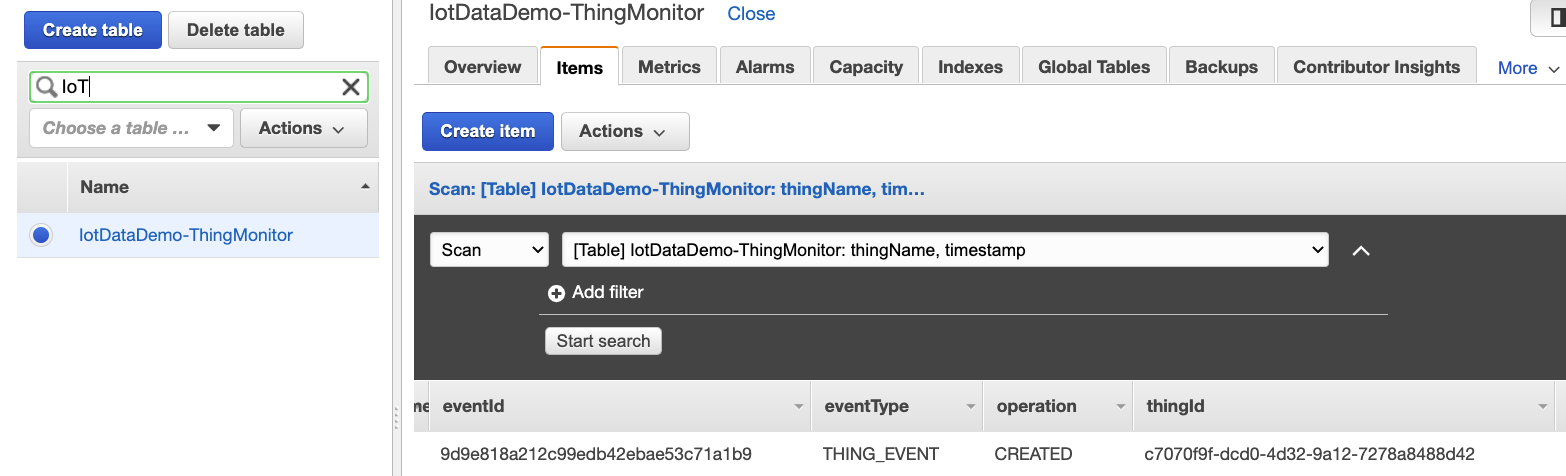 Create table Delete table
IoT
Choose a table ... Actions
Name
IotDataDemo-ThingMonitor
IotDataDemo-ThingMonitor Close
Overview Items Metrics Alarms Capacity Indexes Global Tables Backups Contributor Insights More
Create item Actions
Scan: [Table] IotDataDemo-ThingMonitor: thingName, tim...
Scan [Table] IotDataDemo-ThingMonitor: thingName, timestamp
Add filter
Start search
eventId eventType operation thingId
9d9e818a212c99edb42ebae53c71a1b9 THING_EVENT CREATED c7070f9f-dcd0-4d32-9a12-7278a8488d42